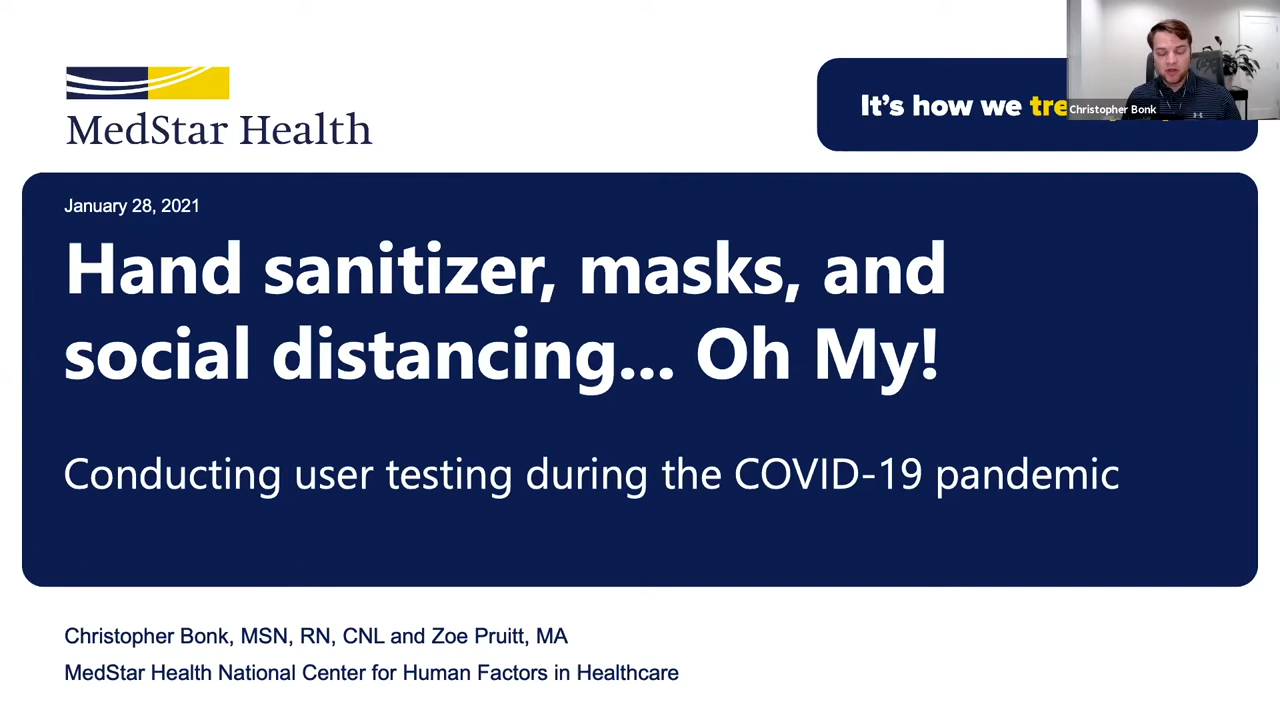 MedStar Health
It's how we
Christopher Bonk
January 28, 2021
Hand sanitizer, masks, and
social distancing... Oh My!
Conducting user testing during the COVID-19 pandemic
Christopher Bonk, MSN, RN, CNL and Zoe Pruitt, MA
MedStar Health National Center for Human Factors in Healthcare